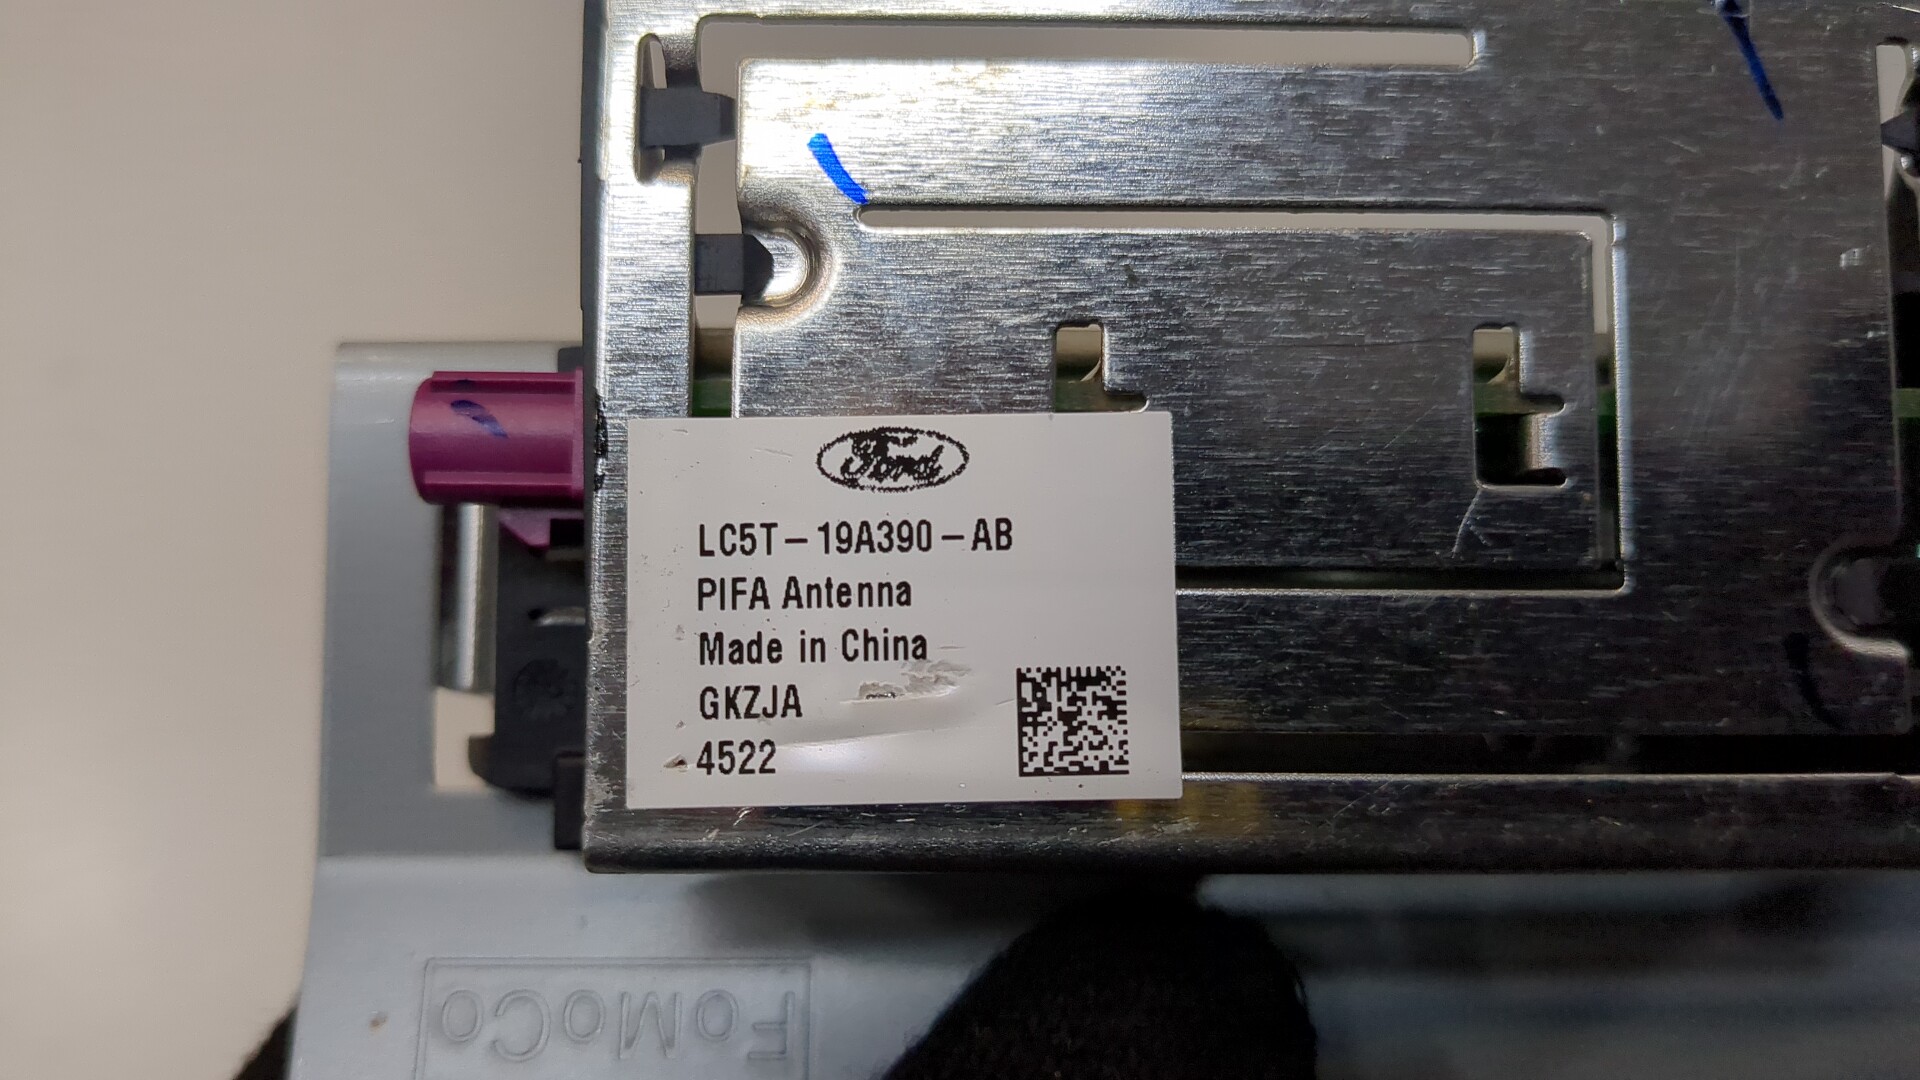 Ford
LC5T-19A390-AB
PIFA Antenna
Made in China
GKZJA
4522
FoMoCo